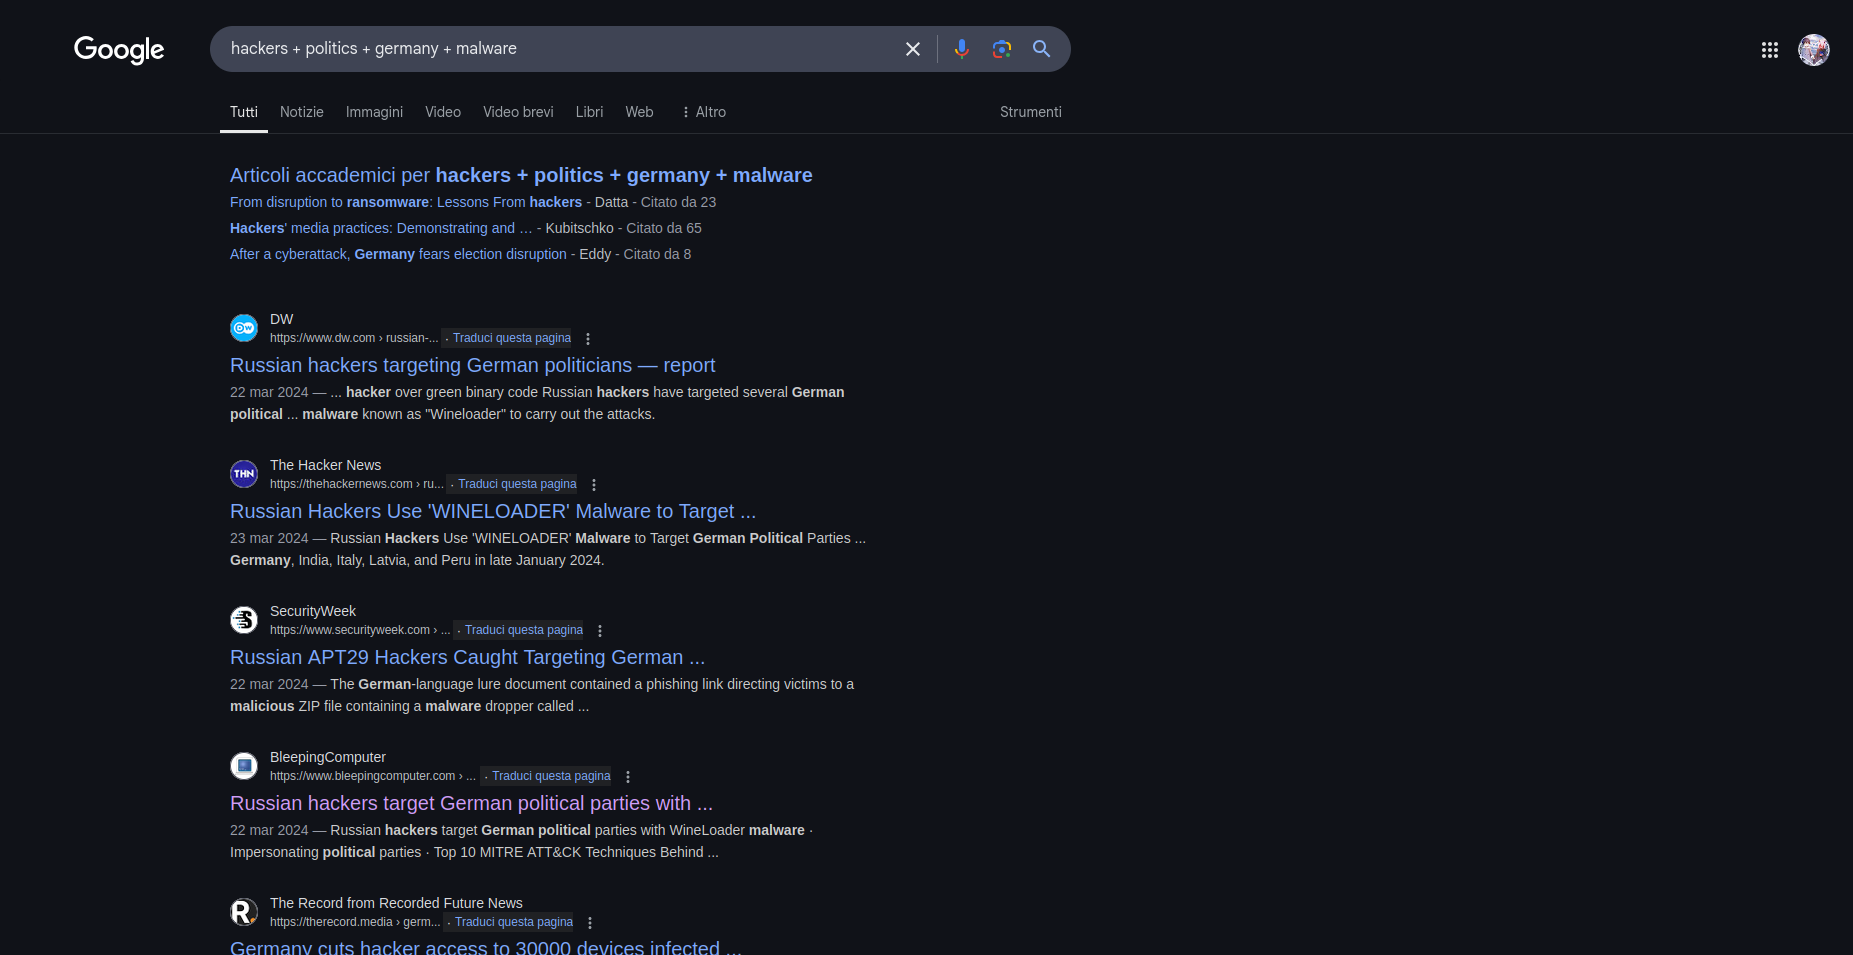 Google
hackers + politics + germany + malware
Tutti Notizie Immagini Video Video brevi Libri Web Altro Strumenti
Articoli accademici per hackers + politics + germany + malware
From disruption to ransomware: Lessons From hackers - Datta - Citato da 23
Hackers' media practices: Demonstrating and … - Kubitschko - Citato da 65
After a cyberattack, Germany fears election disruption - Eddy - Citato da 8
DW
https://www.dw.com › russian-... · Traduci questa pagina
Russian hackers targeting German politicians — report
22 mar 2024 — ... hacker over green binary code Russian hackers have targeted several German
political ... malware known as "Wineloader" to carry out the attacks.
THN
The Hacker News
https://thehackernews.com › ru... · Traduci questa pagina
Russian Hackers Use 'WINELOADER' Malware to Target ...
23 mar 2024 — Russian Hackers Use 'WINELOADER' Malware to Target German Political Parties ...
Germany, India, Italy, Latvia, and Peru in late January 2024.
SecurityWeek
https://www.securityweek.com › ... · Traduci questa pagina
Russian APT29 Hackers Caught Targeting German ...
22 mar 2024 — The German-language lure document contained a phishing link directing victims to a
malicious ZIP file containing a malware dropper called ...
BleepingComputer
https://www.bleepingcomputer.com › ... · Traduci questa pagina
Russian hackers target German political parties with ...
22 mar 2024 — Russian hackers target German political parties with WineLoader malware ·
Impersonating political parties · Top 10 MITRE ATT&CK Techniques Behind ...
R.
The Record from Recorded Future News
https://therecord.media › germ... · Traduci questa pagina
Germany cuts hacker access to 30000 devices infected ...